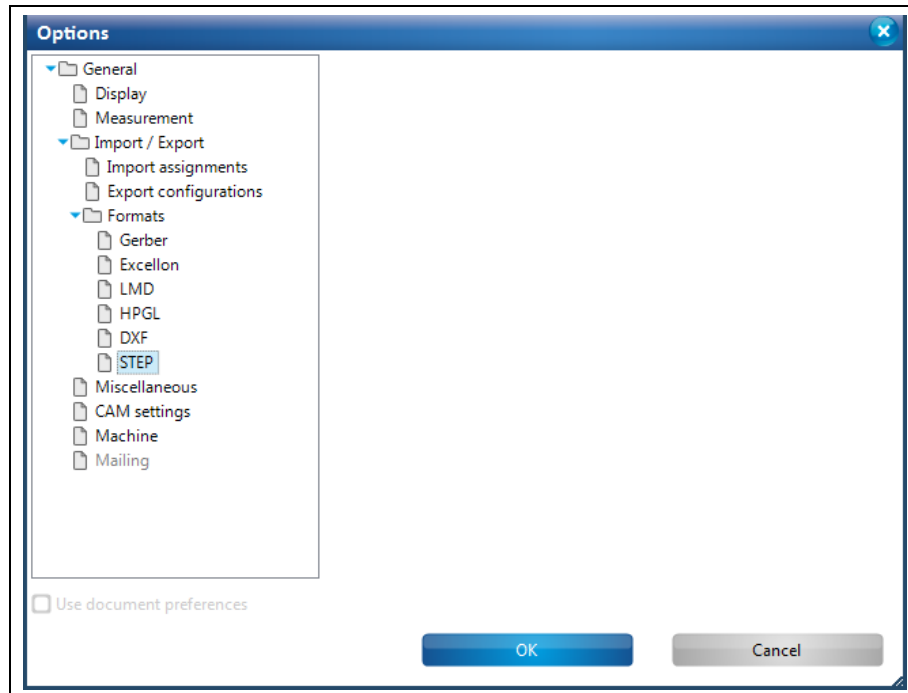 Options
General
Display
Measurement
Import / Export
Import assignments
Export configurations
Formats
Gerber
Excellon
LMD
HPGL
DXF
STEP
Miscellaneous
CAM settings
Machine
Mailing
Use document preferences
OK Cancel